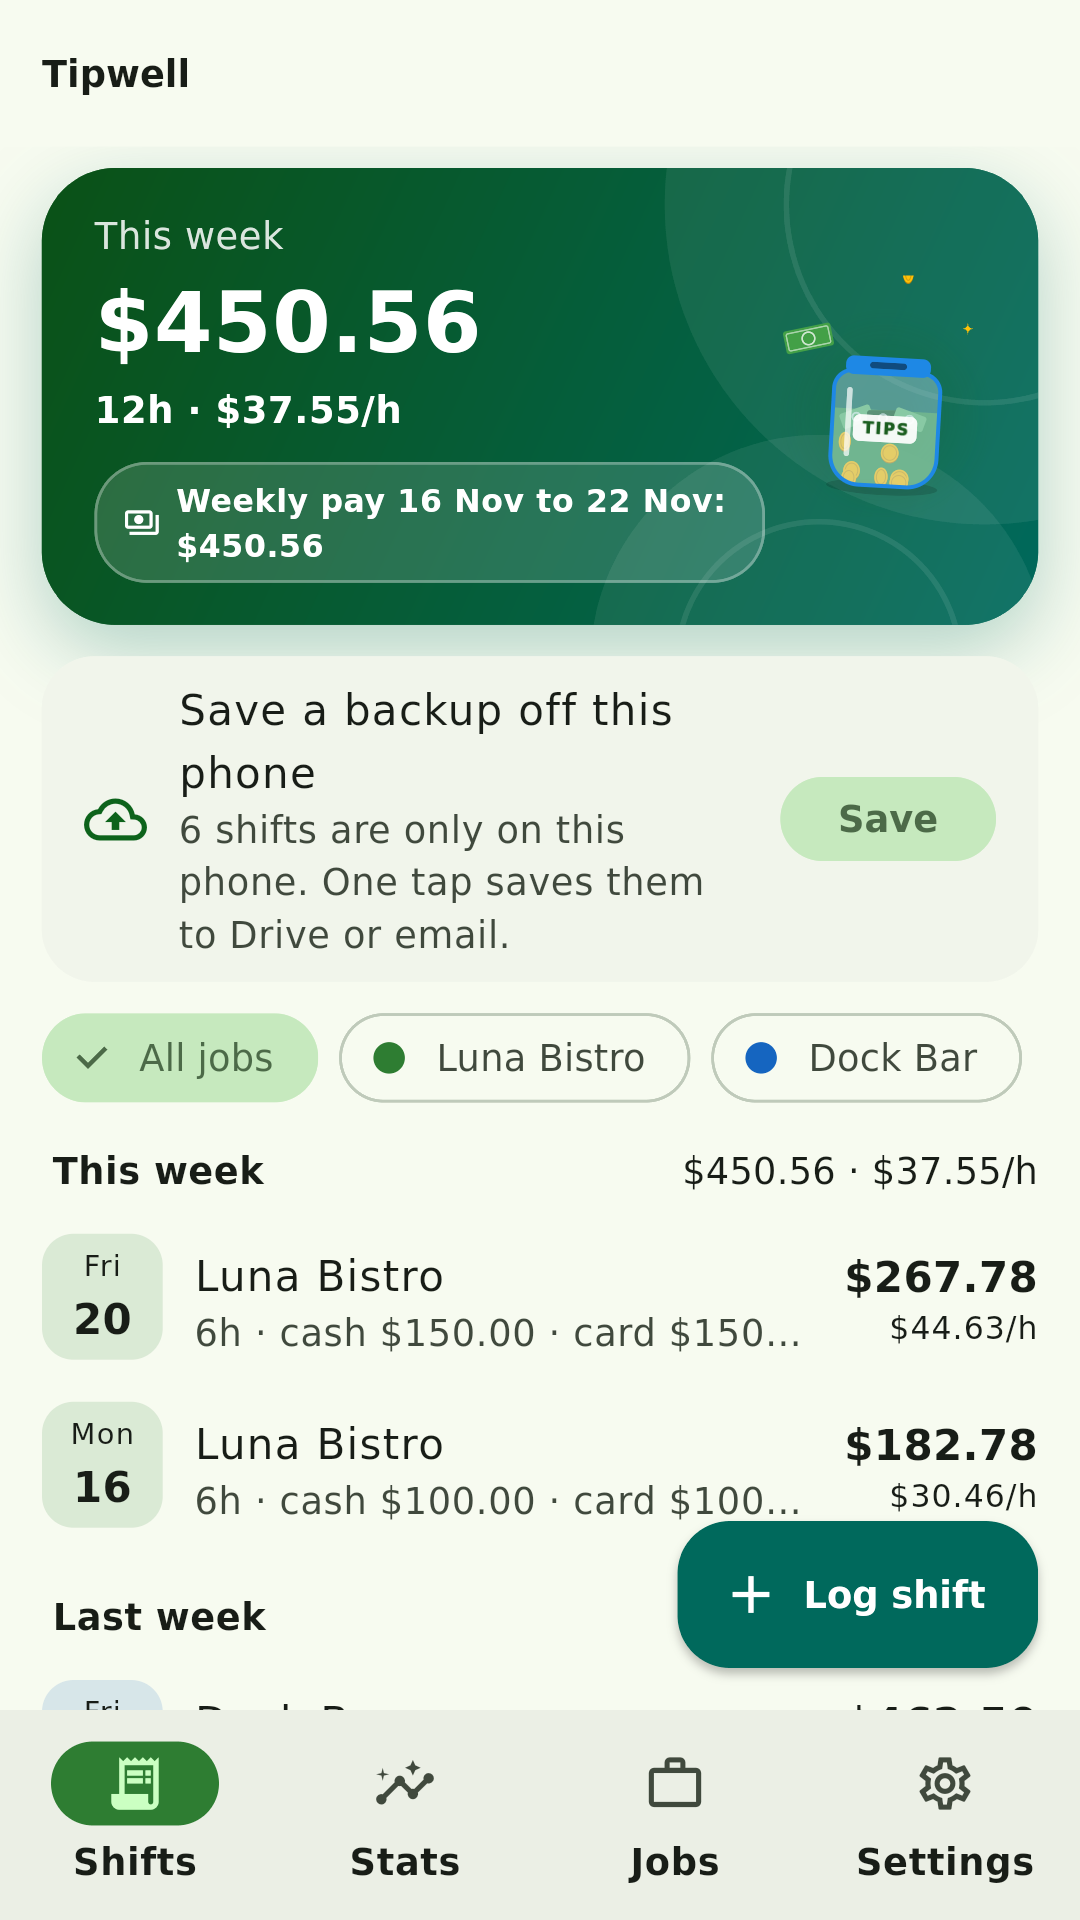 Tipwell
This week
$450.56
12h · $37.55/h
Weekly pay 16 Nov to 22 Nov:
$450.56
TIPS
Save a backup off this
phone
6 shifts are only on this
phone. One tap saves them
to Drive or email.
Save
All jobs
Luna Bistro
Dock Bar
This week
$450.56 · $37.55/h
Fri
20
Luna Bistro
6h · cash $150.00 · card $150...
$267.78
$44.63/h
Mon
16
Luna Bistro
6h · cash $100.00 · card $100...
$182.78
$30.46/h
Last week
Log shift
Fri
Shifts
Stats
Jobs
Settings